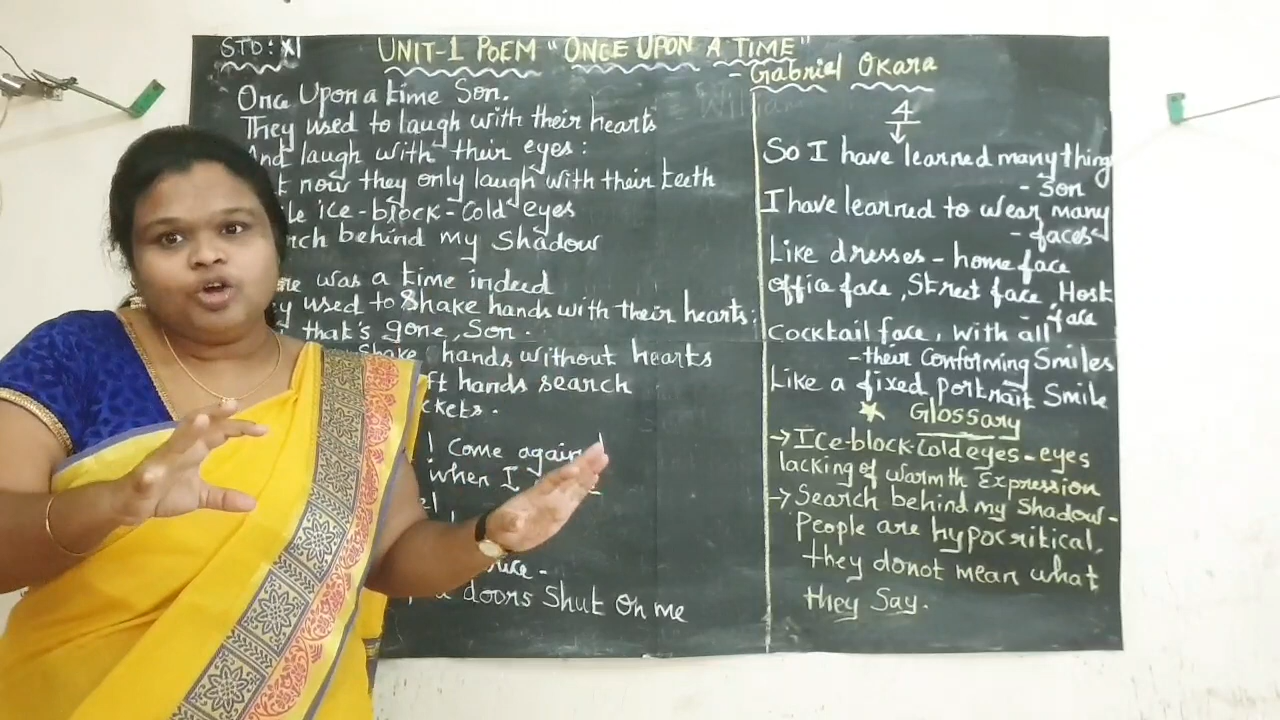 STD: XI
UNIT-1 POEM "ONCE UPON A TIME"
- Gabriel Okara
Once Upon a time Son.
They used to laugh with their hearts
And laugh with their eyes:
now they only laugh with their teeth
ice-block-cold eyes
behind my Shadow
was a time indeed
used to Shake hands with their hearts:
that's gone, Son.
Shake hands without hearts
hands search
! Come again
when I
doors Shut On me
4
So I have learned many thing
- Son
I have learned to wear many
- faces
Like dresses - home face
office face, Street face, Host
- face
Cocktail face, with all
- their Conforming Smiles
Like a fixed Portrait Smile
Glossary
→ Ice-block-Cold eyes - eyes
lacking of warmth Expression
→ Search behind my Shadow -
People are hypocritical,
they donot mean what
they Say.